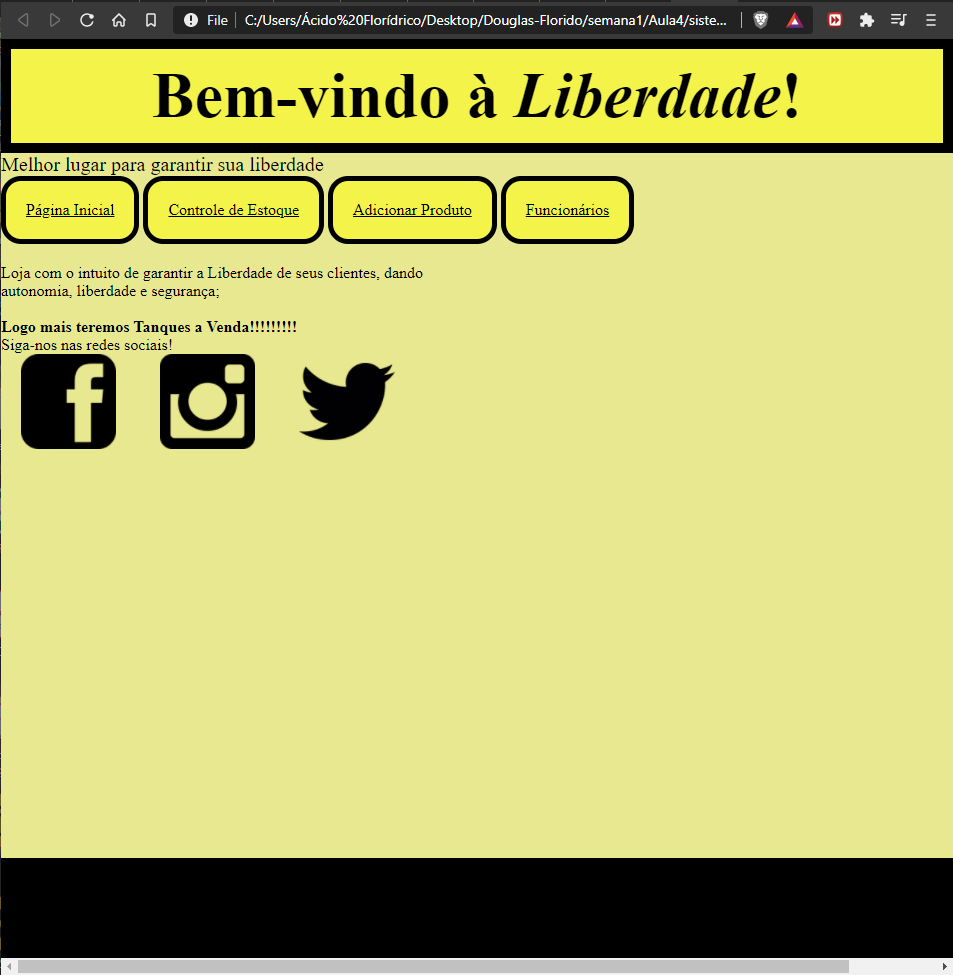 File
C:/Users/Ácido%20Florídrico/Desktop/Douglas-Florido/semana1/Aula4/siste...
Bem-vindo à Liberdade!
Melhor lugar para garantir sua liberdade
Página Inicial Controle de Estoque Adicionar Produto Funcionários
Loja com o intuito de garantir a Liberdade de seus clientes, dando
autonomia, liberdade e segurança;
Logo mais teremos Tanques a Venda!!!!!!!!!
Siga-nos nas redes sociais!